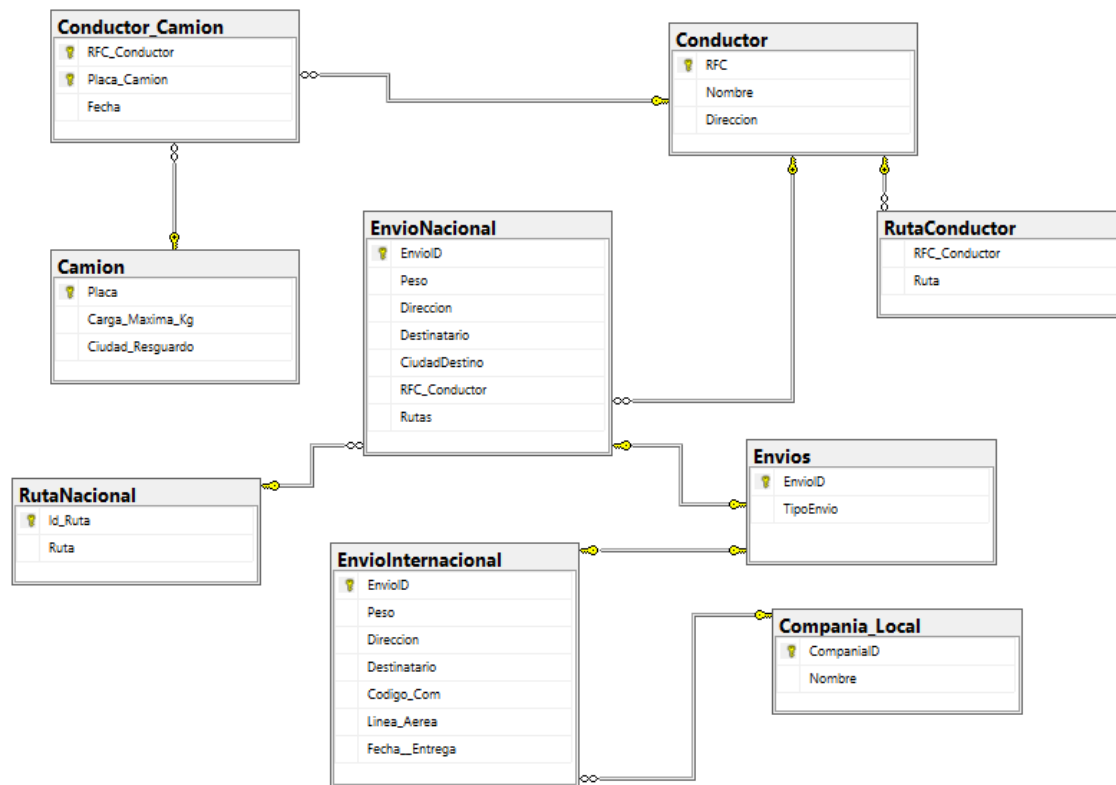 Conductor_Camion
RFC_Conductor
Placa_Camion
Fecha
Conductor
RFC
Nombre
Direccion
EnvioNacional
EnvioID
Peso
Direccion
Destinatario
CiudadDestino
RFC_Conductor
Rutas
RutaConductor
RFC_Conductor
Ruta
Camion
Placa
Carga_Maxima_Kg
Ciudad_Resguardo
Envios
EnvioID
TipoEnvio
RutaNacional
Id_Ruta
Ruta
EnvioInternacional
EnvioID
Peso
Direccion
Destinatario
Codigo_Com
Linea_Aerea
Fecha__Entrega
Compania_Local
CompaniaID
Nombre